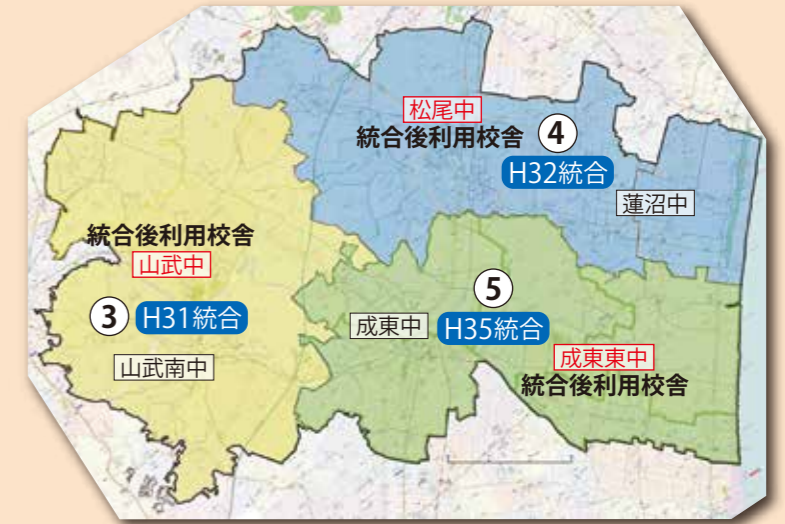 松尾中
統合後利用校舎 ④
H32統合
蓮沼中
統合後利用校舎
山武中
③ H31統合
山武南中
⑤
成東中 H35統合
成東東中
統合後利用校舎